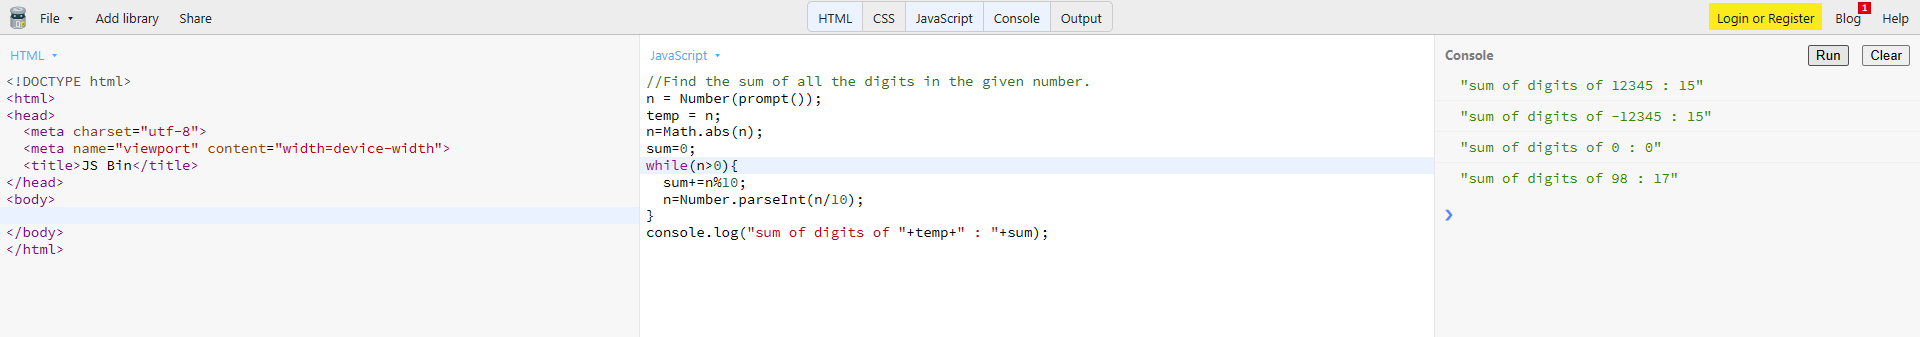 File Add library Share HTML CSS JavaScript Console Output Login or Register Blog 1 Help
HTML
<!DOCTYPE html>
<html>
<head>
  <meta charset="utf-8">
  <meta name="viewport" content="width=device-width">
  <title>JS Bin</title>
</head>
<body>
</body>
</html>
JavaScript
//Find the sum of all the digits in the given number.
n = Number(prompt());
temp = n;
n=Math.abs(n);
sum=0;
while(n>0){
  sum+=n%10;
  n=Number.parseInt(n/10);
}
console.log("sum of digits of "+temp+" : "+sum);
Console Run Clear
"sum of digits of 12345 : 15"
"sum of digits of -12345 : 15"
"sum of digits of 0 : 0"
"sum of digits of 98 : 17"